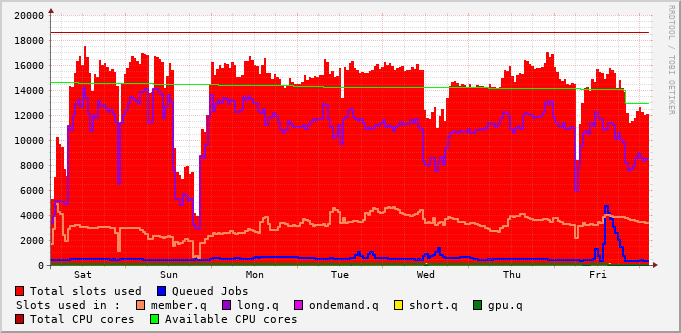 20000
18000
16000
14000
12000
10000
8000
6000
4000
2000
0
Sat Sun Mon Tue Wed Thu Fri
Total slots used Queued Jobs
Slots used in : member.q long.q ondemand.q short.q gpu.q
Total CPU cores Available CPU cores
RRDTOOL / TOBI OETIKER